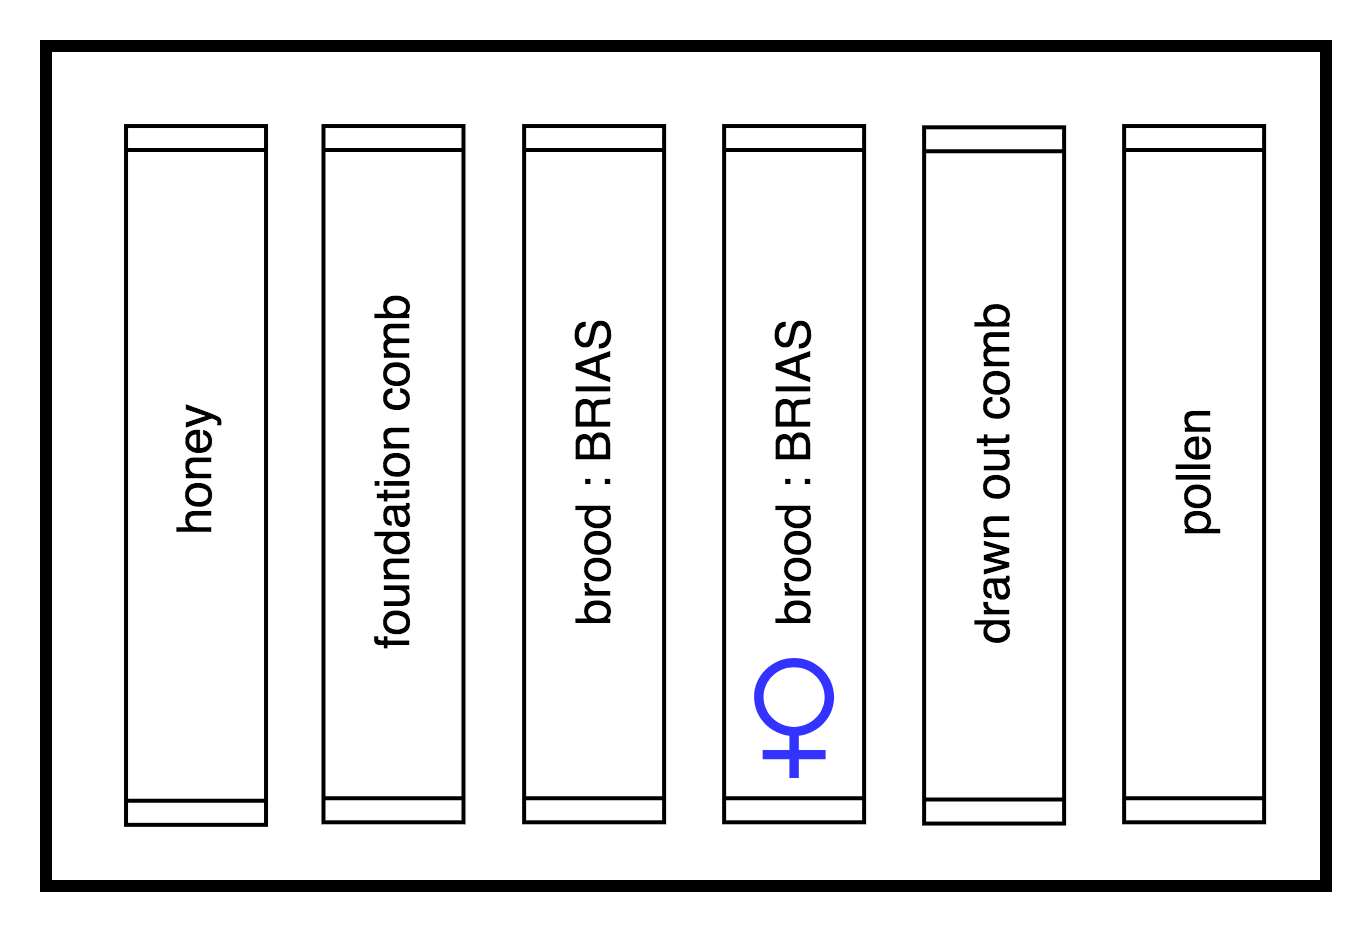 honey
foundation comb
brood : BRIAS
brood : BRIAS
drawn out comb
pollen